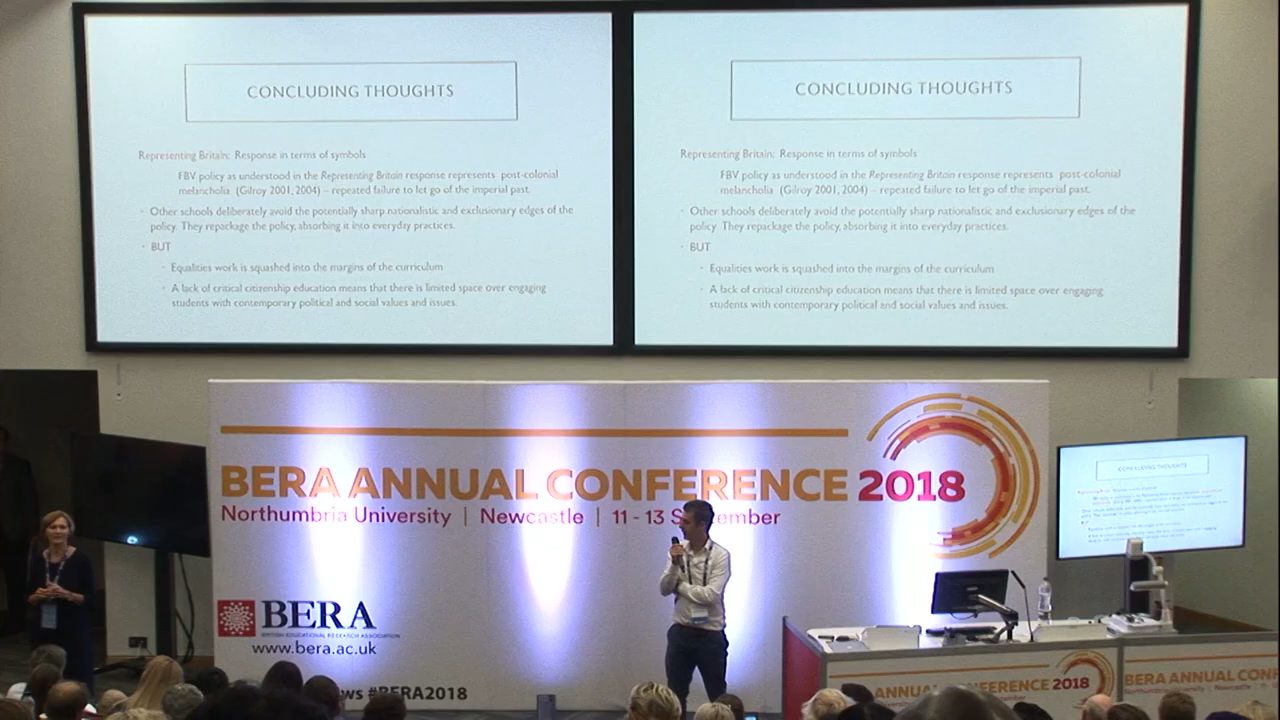 CONCLUDING THOUGHTS
Representing Britain: Response in terms of symbols
FBV policy as understood in the Representing Britain response represents post-colonial
melancholia (Gilroy 2001, 2004) – repeated failure to let go of the imperial past.
Other schools deliberately avoid the potentially sharp nationalistic and exclusionary edges of the
policy. They repackage the policy, absorbing it into everyday practices.
BUT
Equalities work is squashed into the margins of the curriculum
A lack of critical citizenship education means that there is limited space over engaging
students with contemporary political and social values and issues.
CONCLUDING THOUGHTS
Representing Britain: Response in terms of symbols
FBV policy as understood in the Representing Britain response represents post-colonial
melancholia (Gilroy 2001, 2004) – repeated failure to let go of the imperial past.
Other schools deliberately avoid the potentially sharp nationalistic and exclusionary edges of the
policy. They repackage the policy, absorbing it into everyday practices.
BUT
Equalities work is squashed into the margins of the curriculum
A lack of critical citizenship education means that there is limited space over engaging
students with contemporary political and social values and issues.
BERA ANNUAL CONFERENCE 2018
Northumbria University | Newcastle | 11 - 13 S ember
CONCLUDING THOUGHTS
BERA
BRITISH EDUCATIONAL RESEARCH ASSOCIATION
www.bera.ac.uk
ws #BERA2018
ANNUAL CONFERENCE 2018
ANNUAL CONF
Northumbria University | Newcastle